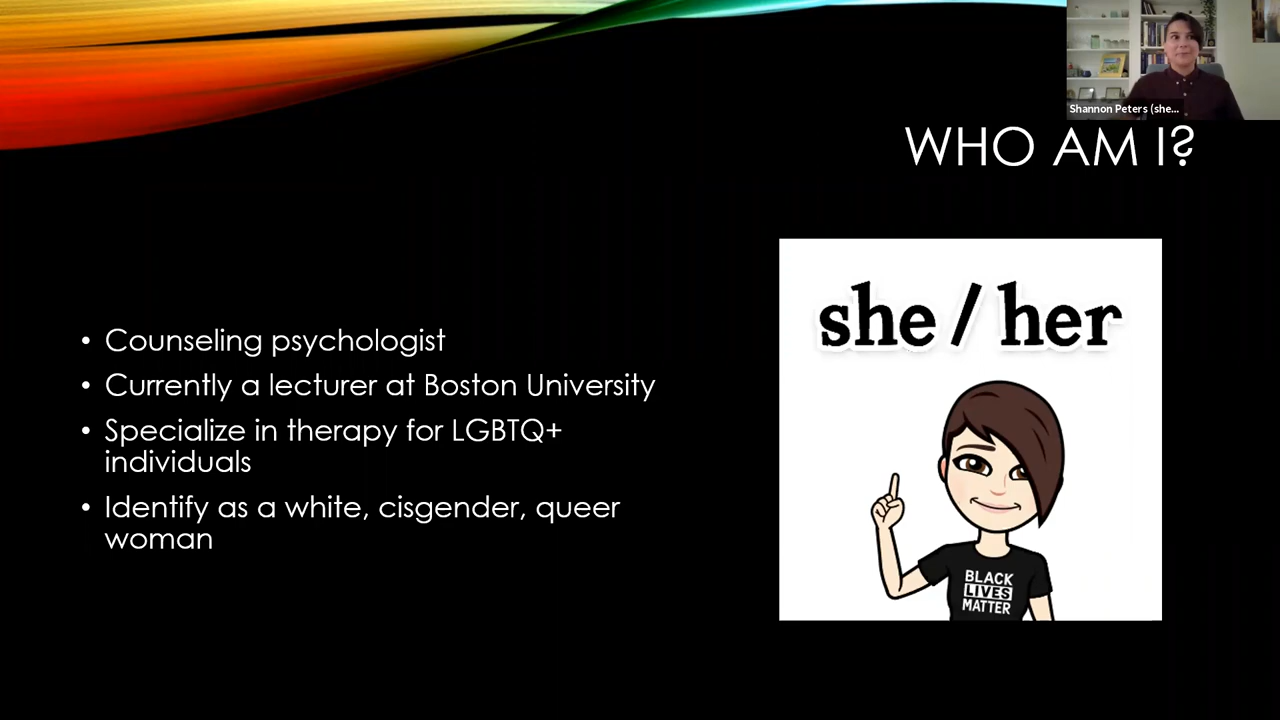 Shannon Peters (she...
WHO AM I?
• Counseling psychologist
• Currently a lecturer at Boston University
• Specialize in therapy for LGBTQ+
individuals
• Identify as a white, cisgender, queer
woman
she / her
BLACK
LIVES
MATTER